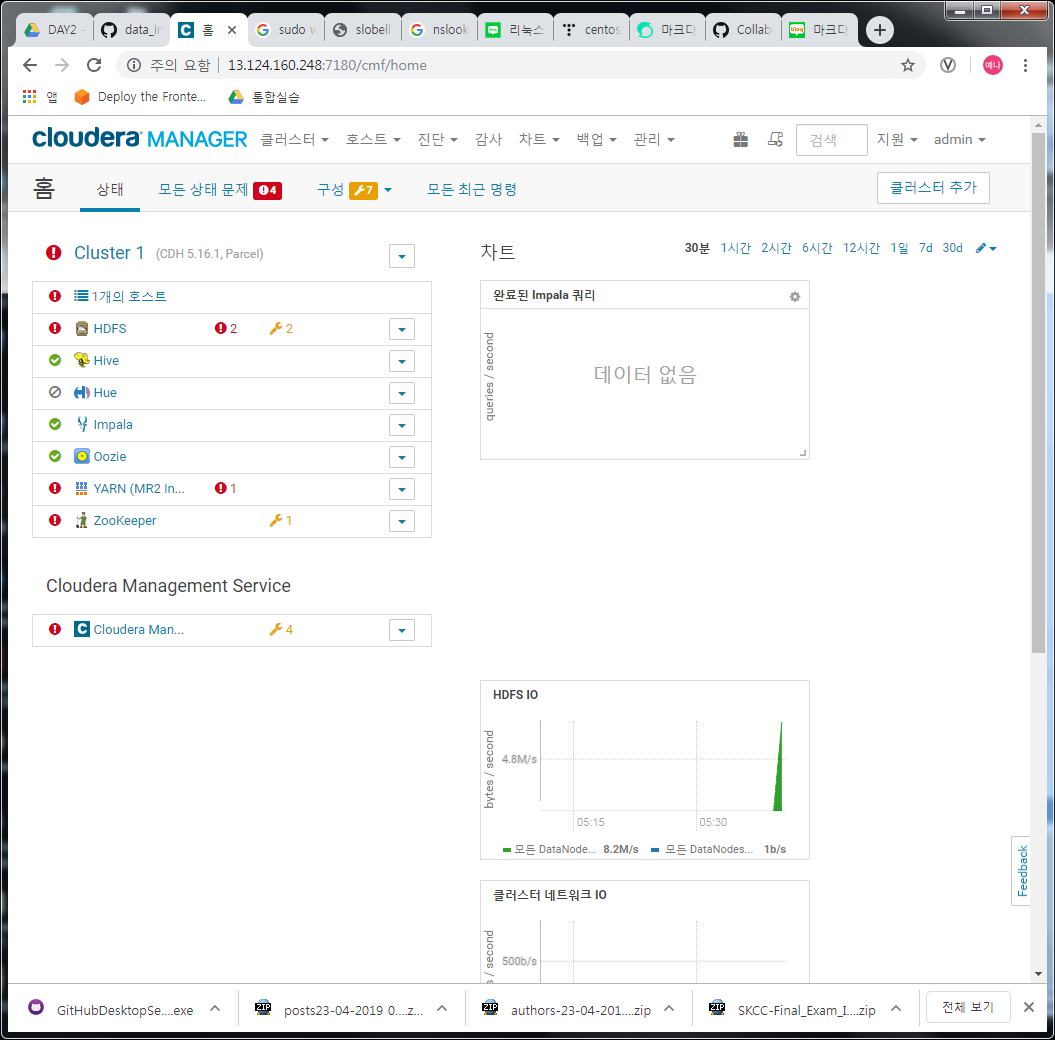 DAY2 -
data_in
홈
sudo w
slobell
nslook
리눅스
centos
마크다
Collab
마크다
주의 요함 | 13.124.160.248:7180/cmf/home
예나
앱 Deploy the Fronte... 통합실습
cloudera MANAGER 클러스터 호스트 진단 감사 차트 백업 관리 검색 지원 admin
홈 상태 모든 상태 문제 4 구성 7 모든 최근 명령 클러스터 추가
Cluster 1 (CDH 5.16.1, Parcel)
1개의 호스트
HDFS 2 2
Hive
Hue
Impala
Oozie
YARN (MR2 In... 1
ZooKeeper 1
Cloudera Management Service
Cloudera Man... 4
차트 30분 1시간 2시간 6시간 12시간 1일 7d 30d
완료된 Impala 쿼리
queries / second
데이터 없음
HDFS IO
bytes / second
4.8M/s
05:15 05:30
모든 DataNode... 8.2M/s 모든 DataNodes... 1b/s
클러스터 네트워크 IO
s / second
500b/s
Feedback
GitHubDesktopSe....exe
posts23-04-2019 0....z...
authors-23-04-201....zip
SKCC-Final_Exam_I....zip
전체 보기